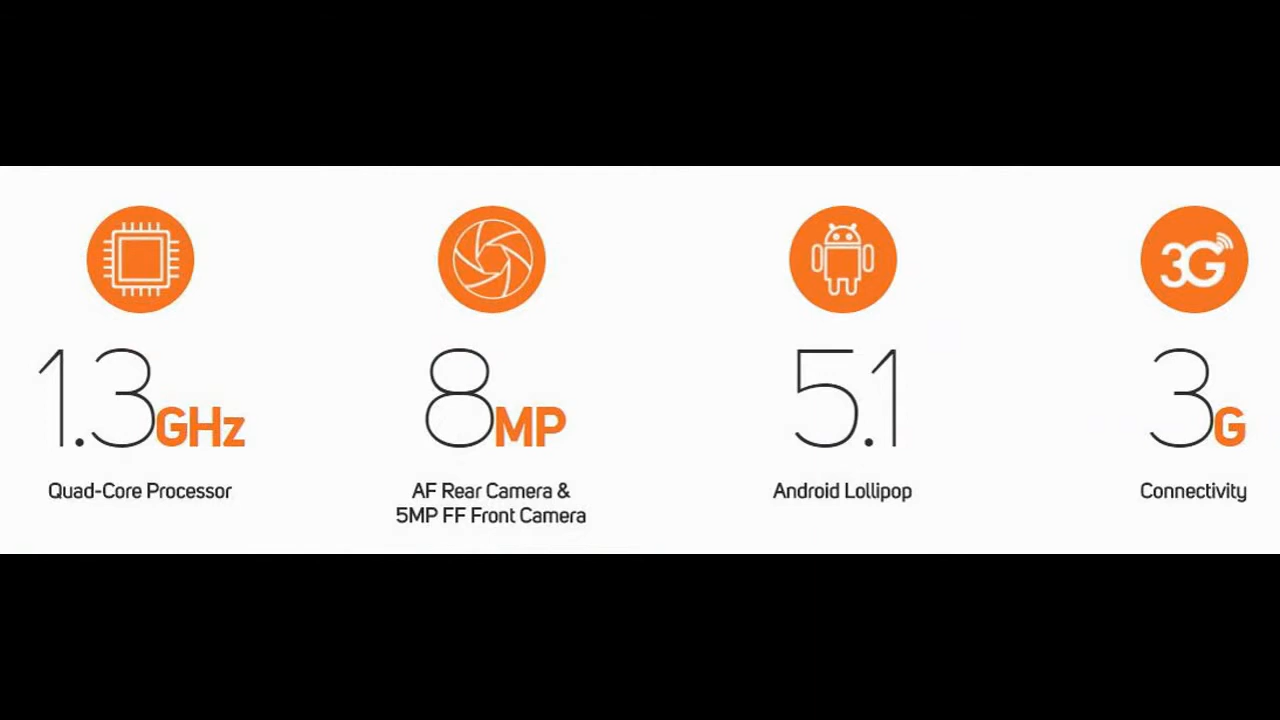 3G
1.3GHz
8MP
5.1
3G
Quad-Core Processor
AF Rear Camera &
5MP FF Front Camera
Android Lollipop
Connectivity